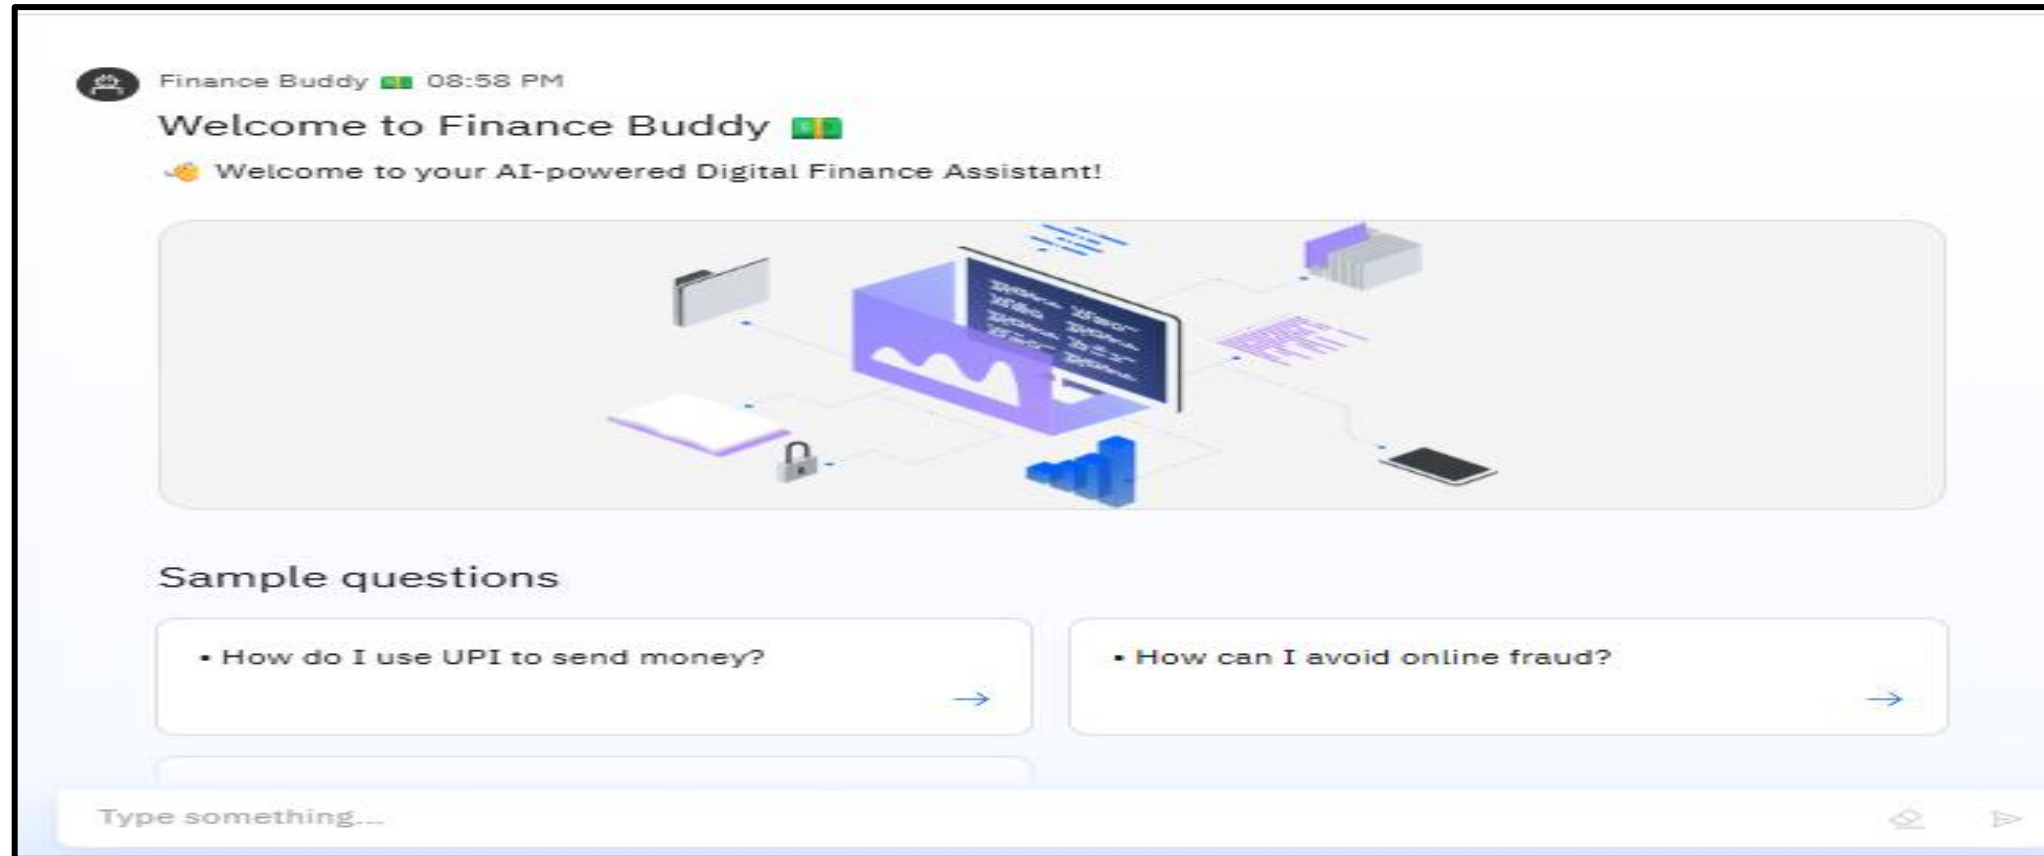 Finance Buddy 💵 08:58 PM
Welcome to Finance Buddy 💵
👋 Welcome to your AI-powered Digital Finance Assistant!
Sample questions
• How do I use UPI to send money?
• How can I avoid online fraud?
Type something...